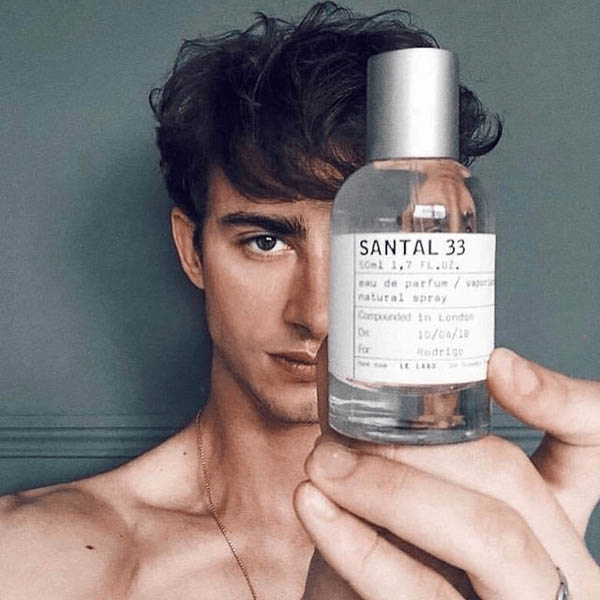 SANTAL 33
50ml 1,7 FL.OZ.
eau de parfum /
natural spray
Compounded in London
On: 10/04/18
For Rodrigo
LE LABO